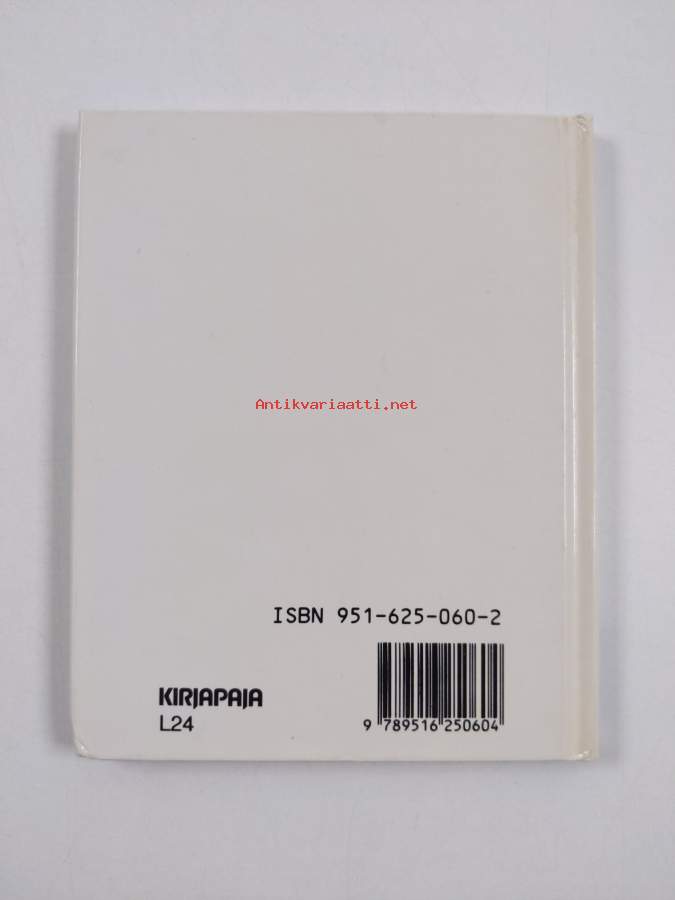 Antikvariaatti.net
ISBN 951-625-060-2
KIRJAPAJA
L24
9 789516 250604